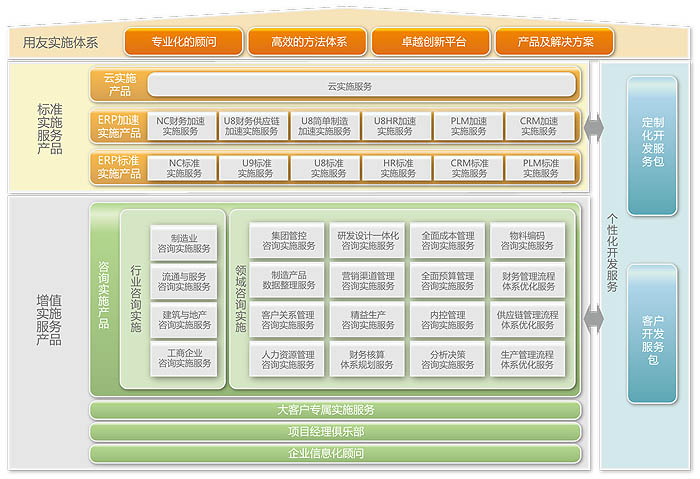 用友实施体系
专业化的顾问
高效的方法体系
卓越创新平台
产品及解决方案
标准
实施
服务
产品
云实施
产品
云实施服务
ERP加速
实施产品
NC财务加速
实施服务
U8财务供应链
加速实施服务
U8简单制造
加速实施服务
U8HR加速
实施服务
PLM加速
实施服务
CRM加速
实施服务
ERP标准
实施产品
NC标准
实施服务
U9标准
实施服务
U8标准
实施服务
HR标准
实施服务
CRM标准
实施服务
PLM标准
实施服务
增值
实施
服务
产品
咨询实施产品
行业咨询实施
制造业
咨询实施服务
流通与服务
咨询实施服务
建筑与地产
咨询实施服务
工商企业
咨询实施服务
领域咨询实施
集团管控
咨询实施服务
研发设计一体化
咨询实施服务
全面成本管理
咨询实施服务
物料编码
咨询实施服务
制造产品
数据整理服务
营销渠道管理
咨询实施服务
全面预算管理
咨询实施服务
财务管理流程
体系优化服务
客户关系管理
咨询实施服务
精益生产
咨询实施服务
内控管理
咨询实施服务
供应链管理流程
体系优化服务
人力资源管理
咨询实施服务
财务核算
体系规划服务
分析决策
咨询实施服务
生产管理流程
体系优化服务
大客户专属实施服务
项目经理俱乐部
企业信息化顾问
个性化开发服务
定制
化开
发服
务包
客户
开发
服务
包